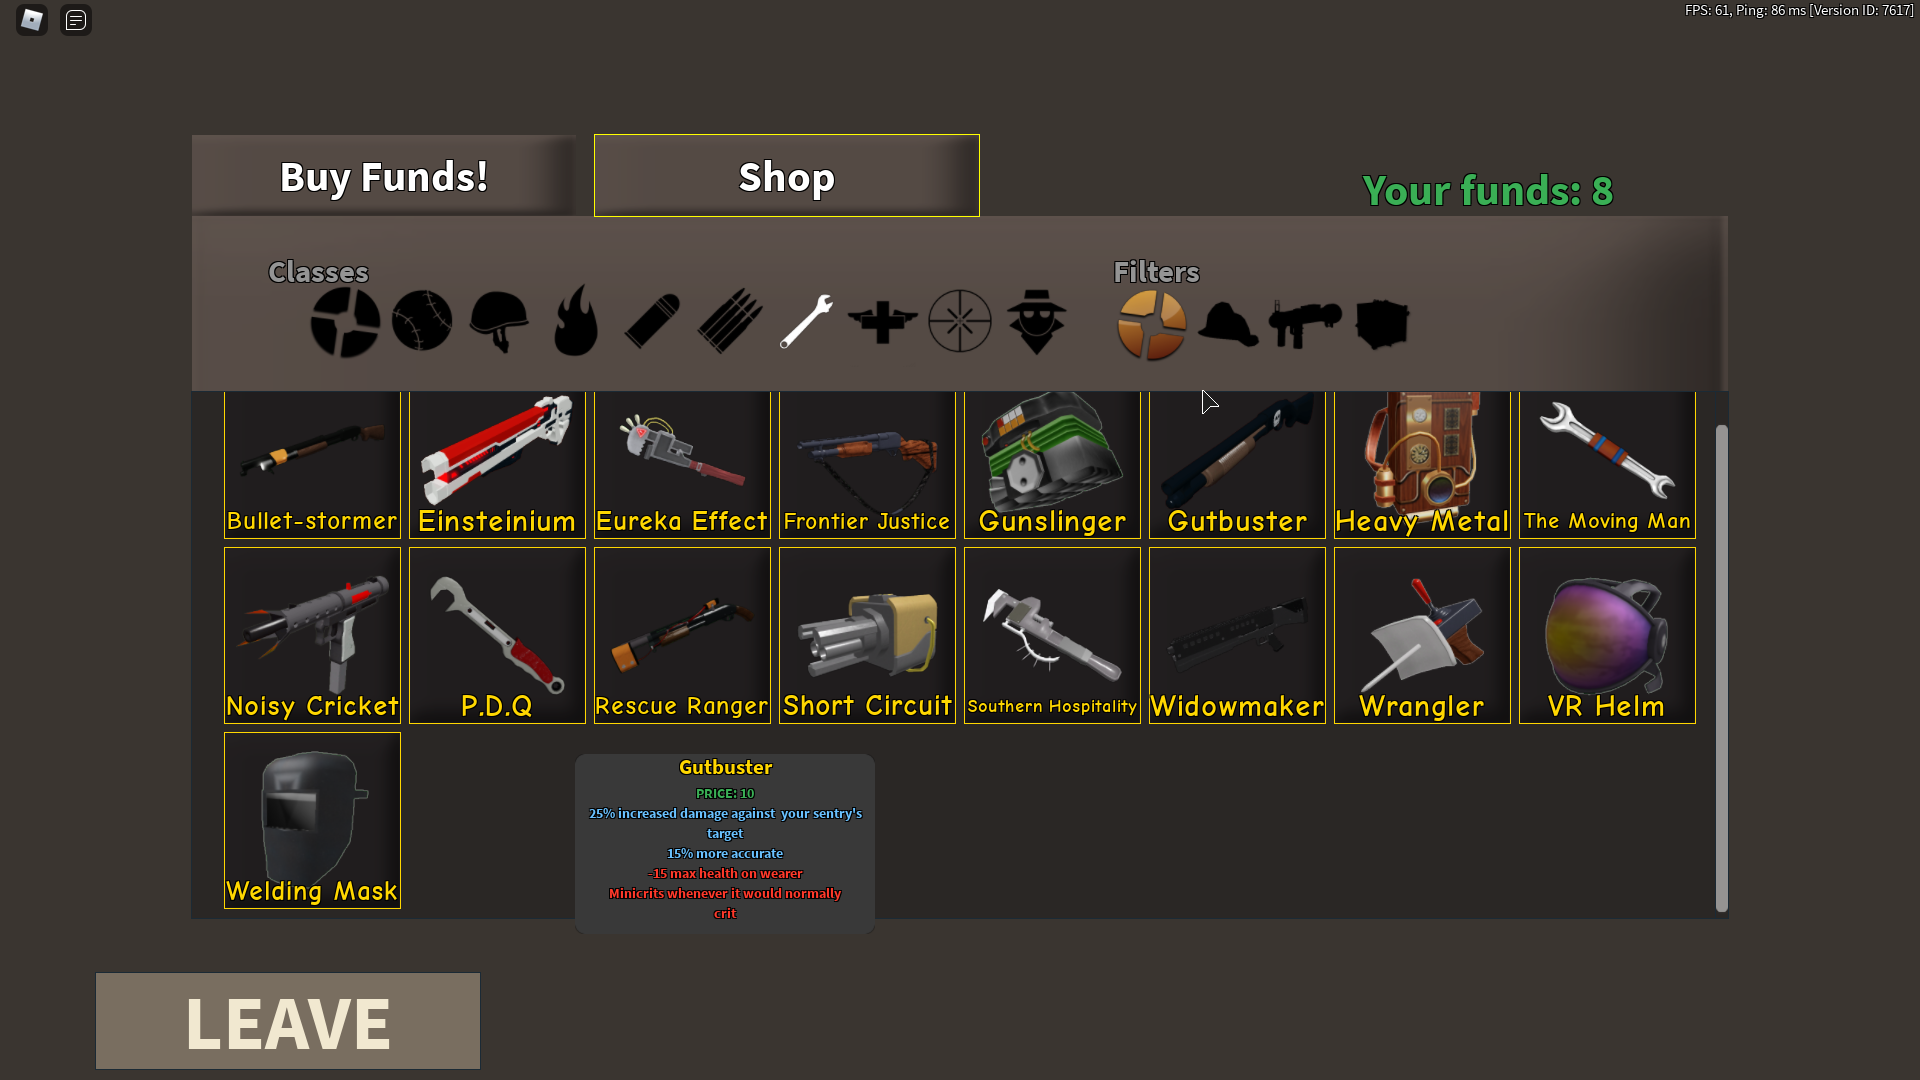 FPS: 61, Ping: 86 ms [Version ID: 7617]
Buy Funds!
Shop
Your funds: 8
Classes
Filters
Bullet-stormer
Einsteinium
Eureka Effect
Frontier Justice
Gunslinger
Gutbuster
Heavy Metal
The Moving Man
Noisy Cricket
P.D.Q
Rescue Ranger
Short Circuit
Southern Hospitality
Widowmaker
Wrangler
VR Helm
Welding Mask
Gutbuster
PRICE: 10
25% increased damage against your sentry's
target
15% more accurate
-15 max health on wearer
Minicrits whenever it would normally
crit
LEAVE